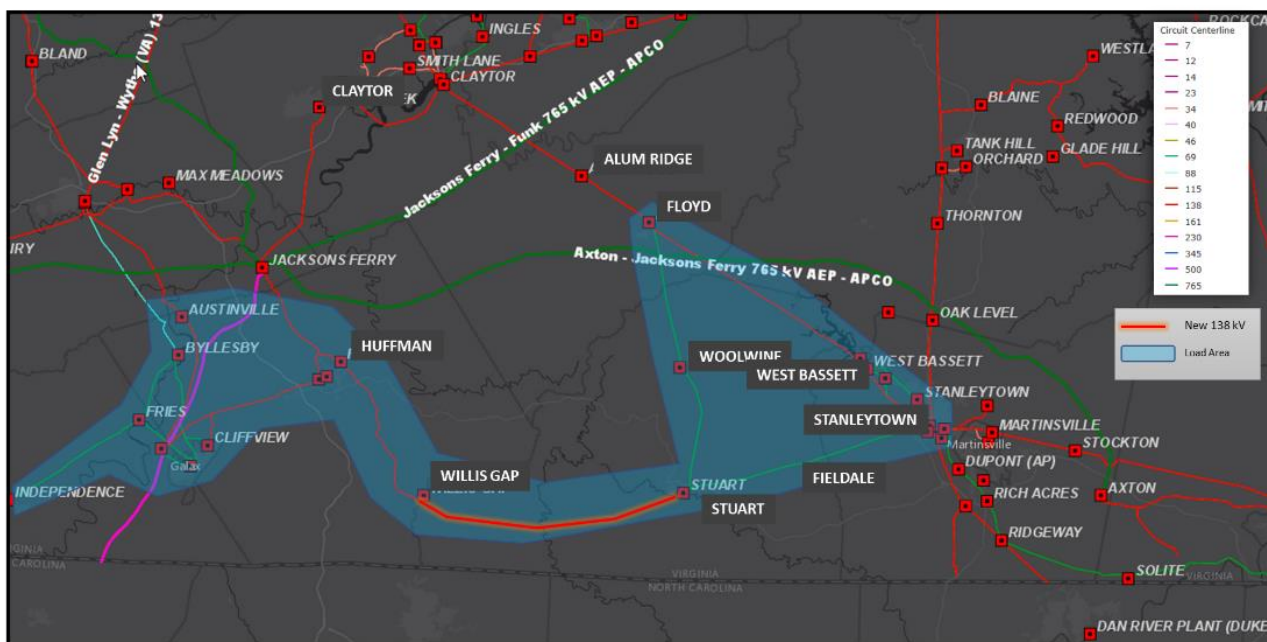 BLAND
Glen Lyn - Wythe (VA) 13
INGLES
SMITH LANE
CLAYTOR
CLAYTOR
EK
Jacksons Ferry - Funk 765 kV AEP - APCO
MAX MEADOWS
ALUM RIDGE
FLOYD
IRY
JACKSONS FERRY
Axton - Jacksons Ferry 765 kV AEP - APCO
AUSTINVILLE
BYLLESBY
HUFFMAN
WOOLWINE
WEST BASSETT
WEST BASSETT
STANLEYTOWN
STANLEYTOWN
FRIES
CLIFFVIEW
Galax
MARTINSVILLE
Martinsville
STOCKTON
WILLIS GAP
INDEPENDENCE
STUART
STUART
FIELDALE
DUPONT (AP)
RICH ACRES
AXTON
RIDGEWAY
SOLITE
VIRGINIA
NORTH CAROLINA
VIRGINIA
CAROLINA
VIRGINIA
DAN RIVER PLANT (DUKE
ROCKCA
WESTLA
BLAINE
REDWOOD
TANK HILL
GLADE HILL
ORCHARD
THORNTON
OAK LEVEL
Circuit Centerline
7
12
14
23
34
40
46
69
88
115
138
161
230
345
500
765
New 138 kV
Load Area